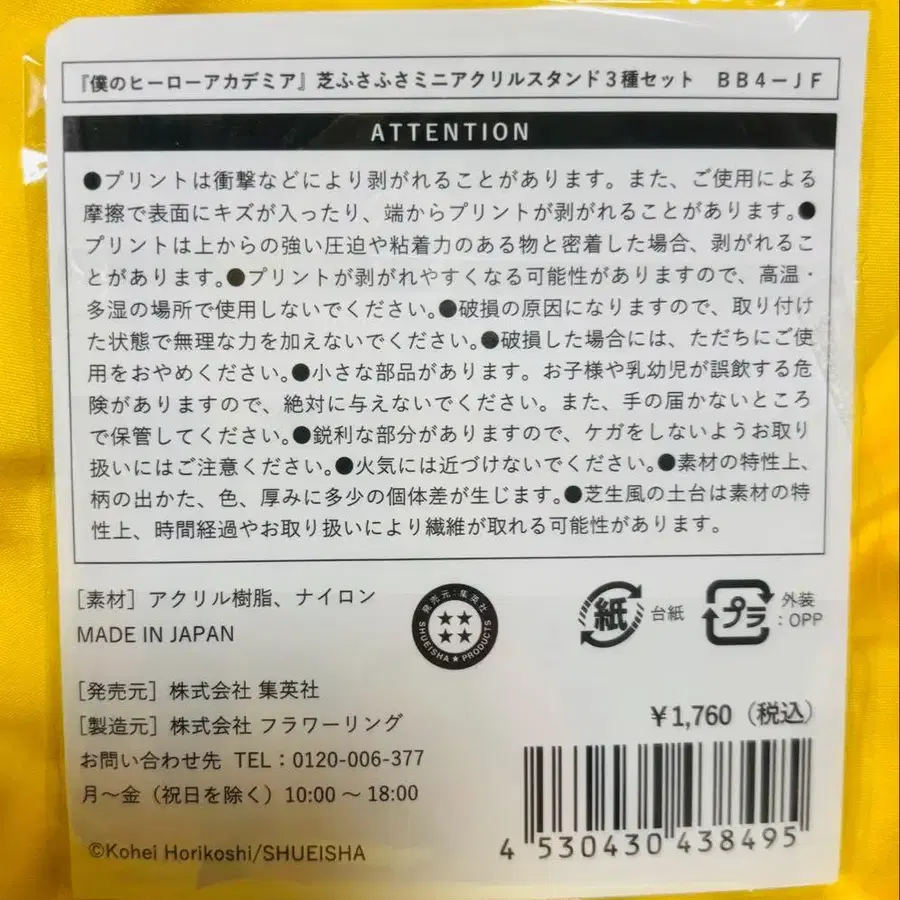 『僕のヒーローアカデミア』芝ふさふさミニアクリルスタンド3種セット BB4-JF
ATTENTION
●プリントは衝撃などにより剥がれることがあります。また、ご使用による
摩擦で表面にキズが入ったり、端からプリントが剥がれることがあります。●
プリントは上からの強い圧迫や粘着力のある物と密着した場合、剥がれるこ
とがあります。●プリントが剥がれやすくなる可能性がありますので、高温・
多湿の場所で使用しないでください。●破損の原因になりますので、取り付け
た状態で無理な力を加えないでください。●破損した場合には、ただちにご使
用をおやめください。●小さな部品があります。お子様や乳幼児が誤飲する危
険がありますので、絶対に与えないでください。また、手の届かないところ
で保管してください。●鋭利な部分がありますので、ケガをしないようお取り
扱いにはご注意ください。●火気には近づけないでください。●素材の特性上、
柄の出かた、色、厚みに多少の個体差が生じます。●芝生風の土台は素材の特
性上、時間経過やお取り扱いにより繊維が取れる可能性があります。
[素材] アクリル樹脂、ナイロン
MADE IN JAPAN
発売元:集英社
SHUEISHA★PRODUCTS
紙 台紙
プラ 外装
:OPP
[発売元] 株式会社 集英社
[製造元] 株式会社 フラワーリング
お問い合わせ先 TEL:0120-006-377
月～金(祝日を除く)10:00～18:00
¥1,760(税込)
4 530430 438495
©Kohei Horikoshi/SHUEISHA